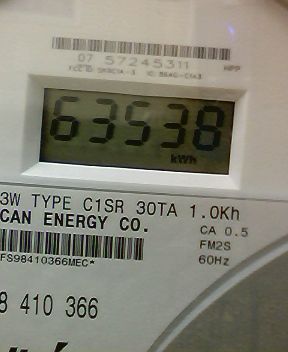 07 57245311
63538
kWh
3W TYPE C1SR 30TA 1.0Kh
CAN ENERGY CO.
CA 0.5
FS98410366MEC*
FM2S
60Hz
8 410 366